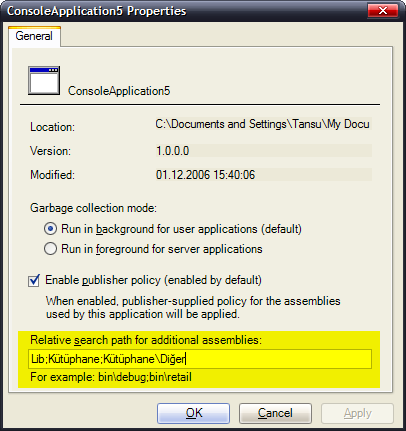 ConsoleApplication5 Properties
General
ConsoleApplication5
Location: C:\Documents and Settings\Tansu\My Docu
Version: 1.0.0.0
Modified: 01.12.2006 15:40:06
Garbage collection mode:
Run in background for user applications (default)
Run in foreground for server applications
Enable publisher policy (enabled by default)
When enabled, publisher-supplied policy for the assemblies
used by this application will be applied.
Relative search path for additional assemblies:
Lib;Kütüphane;Kütüphane\Diğer
For example: bin\debug;bin\retail
OK Cancel Apply